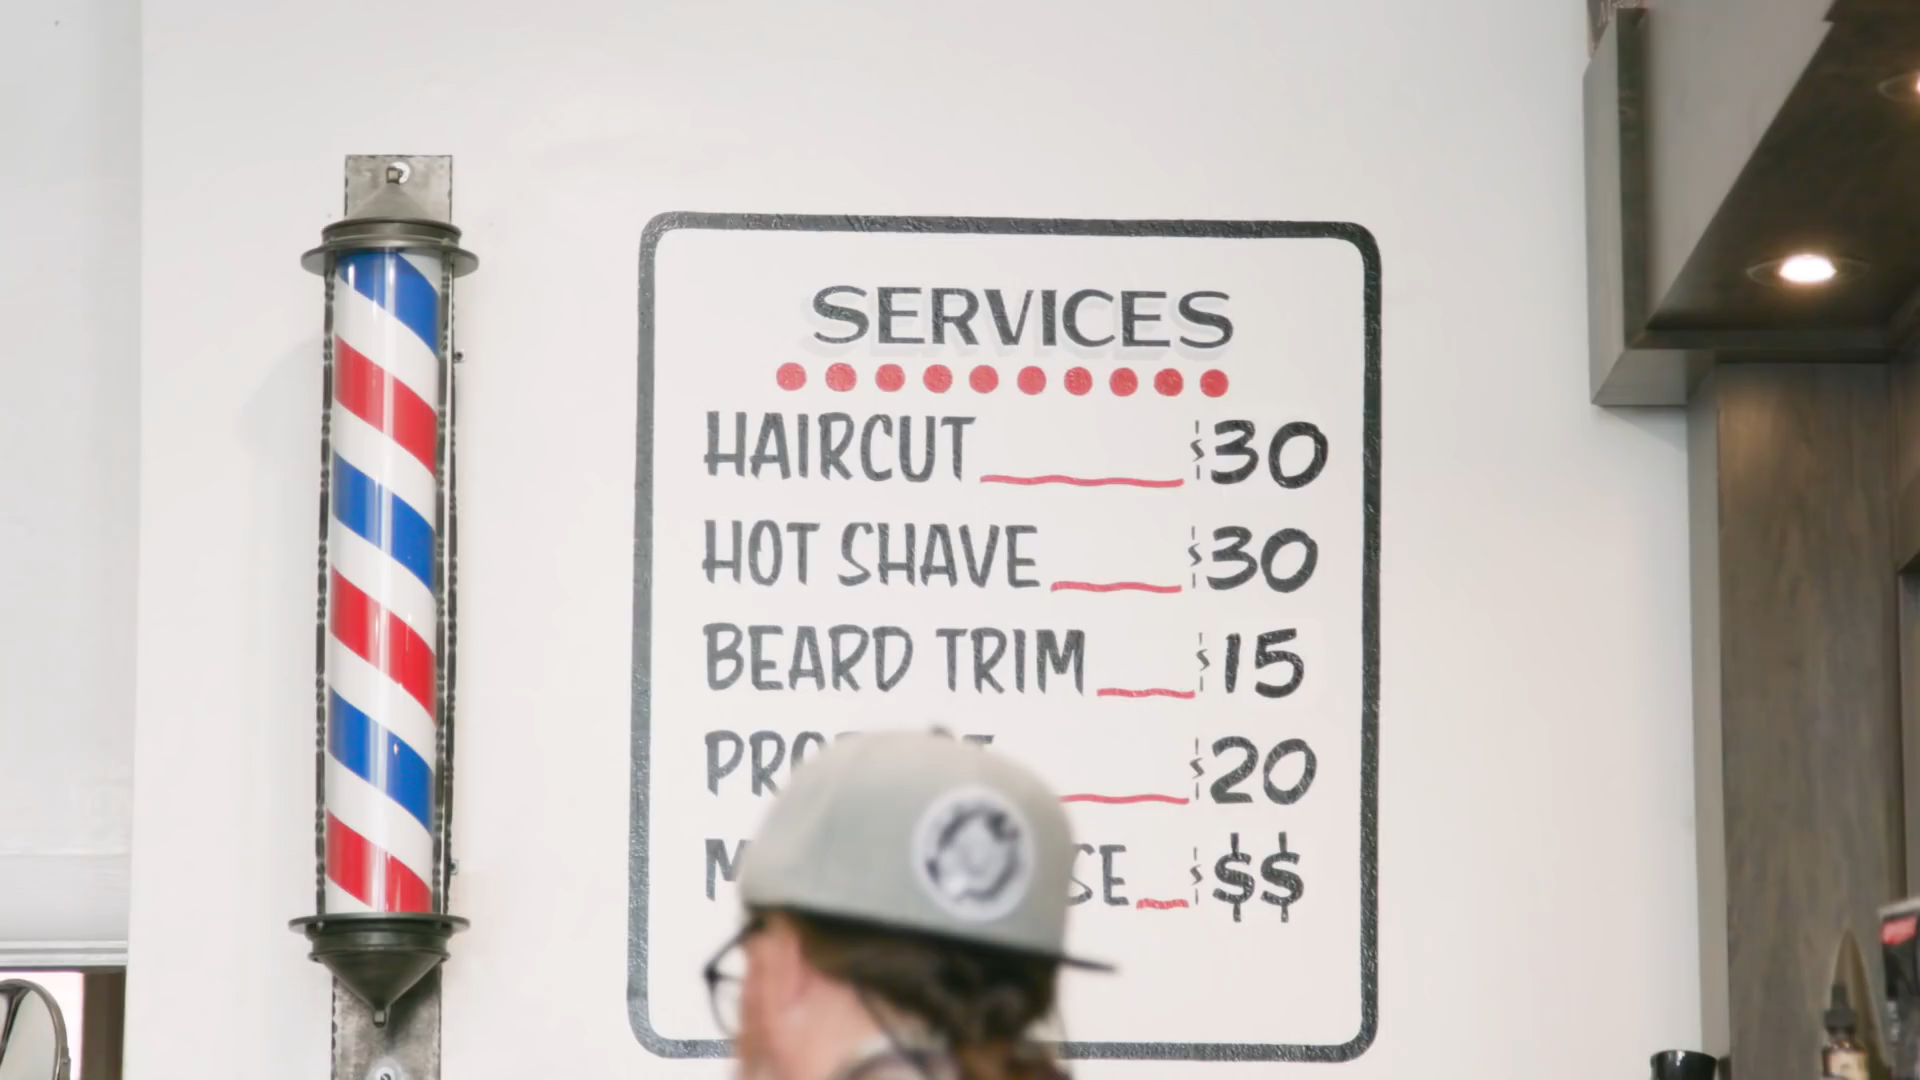 SERVICES
HAIRCUT $30
HOT SHAVE $30
BEARD TRIM $15
$20
$$$